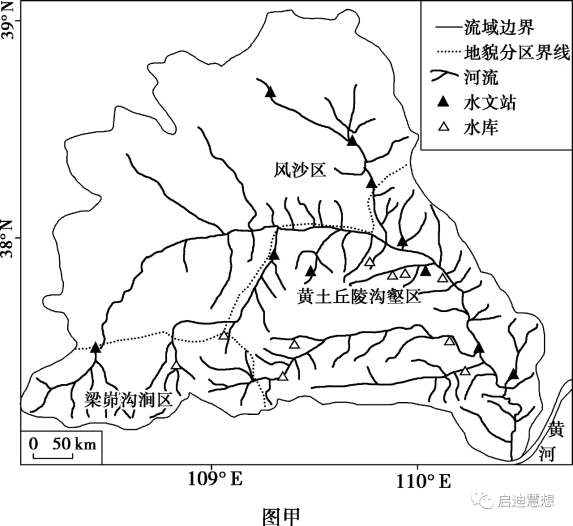 39°N
流域边界
地貌分区界线
河流
水文站
水库
风沙区
38°N
黄土丘陵沟壑区
梁峁沟涧区
0 50 km
黄
河
109°E
110°E
启迪慧想
图甲